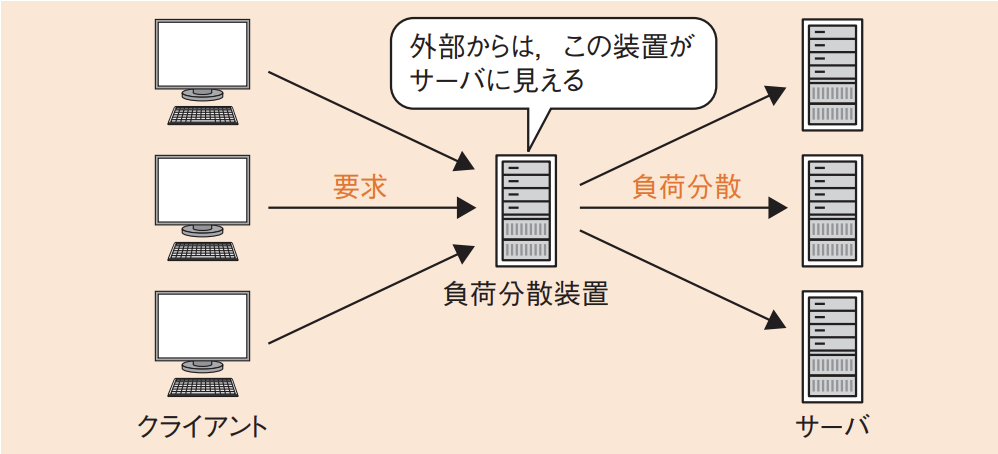 外部からは，この装置が
サーバに見える
要求
負荷分散
負荷分散装置
クライアント
サーバ